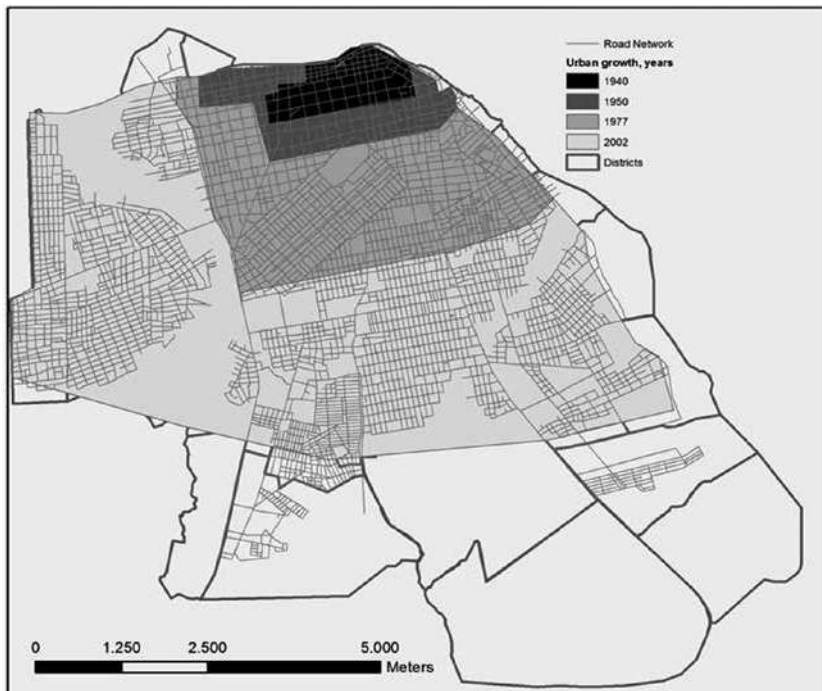 Road Network
Urban growth, years
1940
1950
1977
2002
Districts
0 1.250 2.500 5.000
Meters